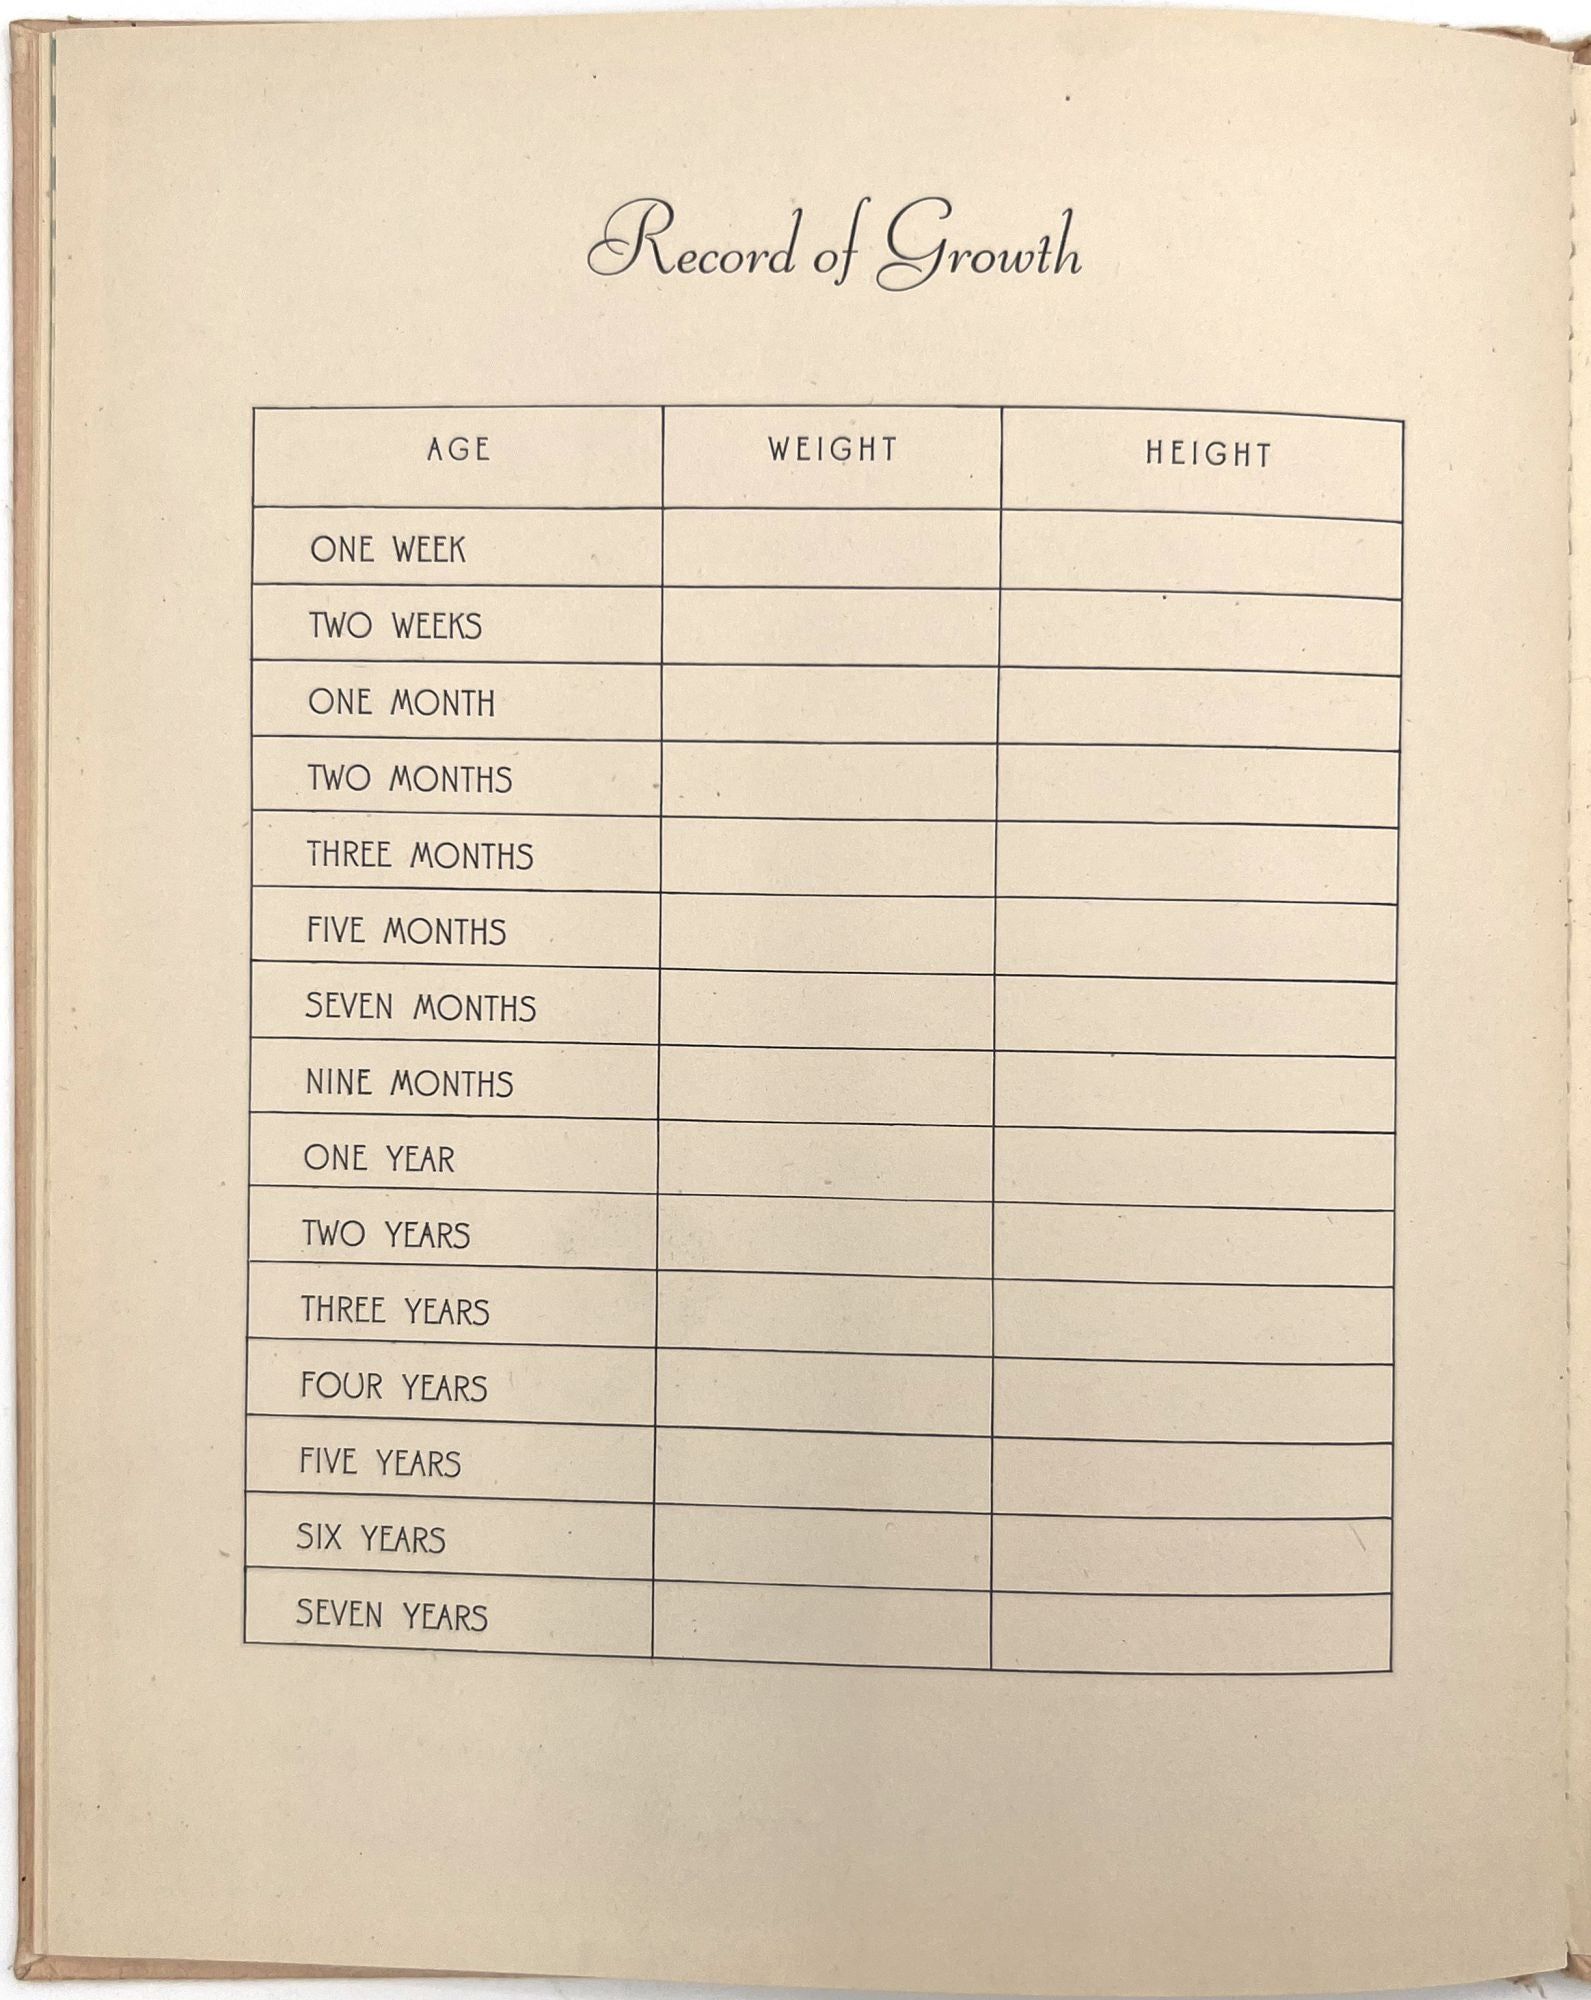 Record of Growth
AGE WEIGHT HEIGHT
ONE WEEK
TWO WEEKS
ONE MONTH
TWO MONTHS
THREE MONTHS
FIVE MONTHS
SEVEN MONTHS
NINE MONTHS
ONE YEAR
TWO YEARS
THREE YEARS
FOUR YEARS
FIVE YEARS
SIX YEARS
SEVEN YEARS